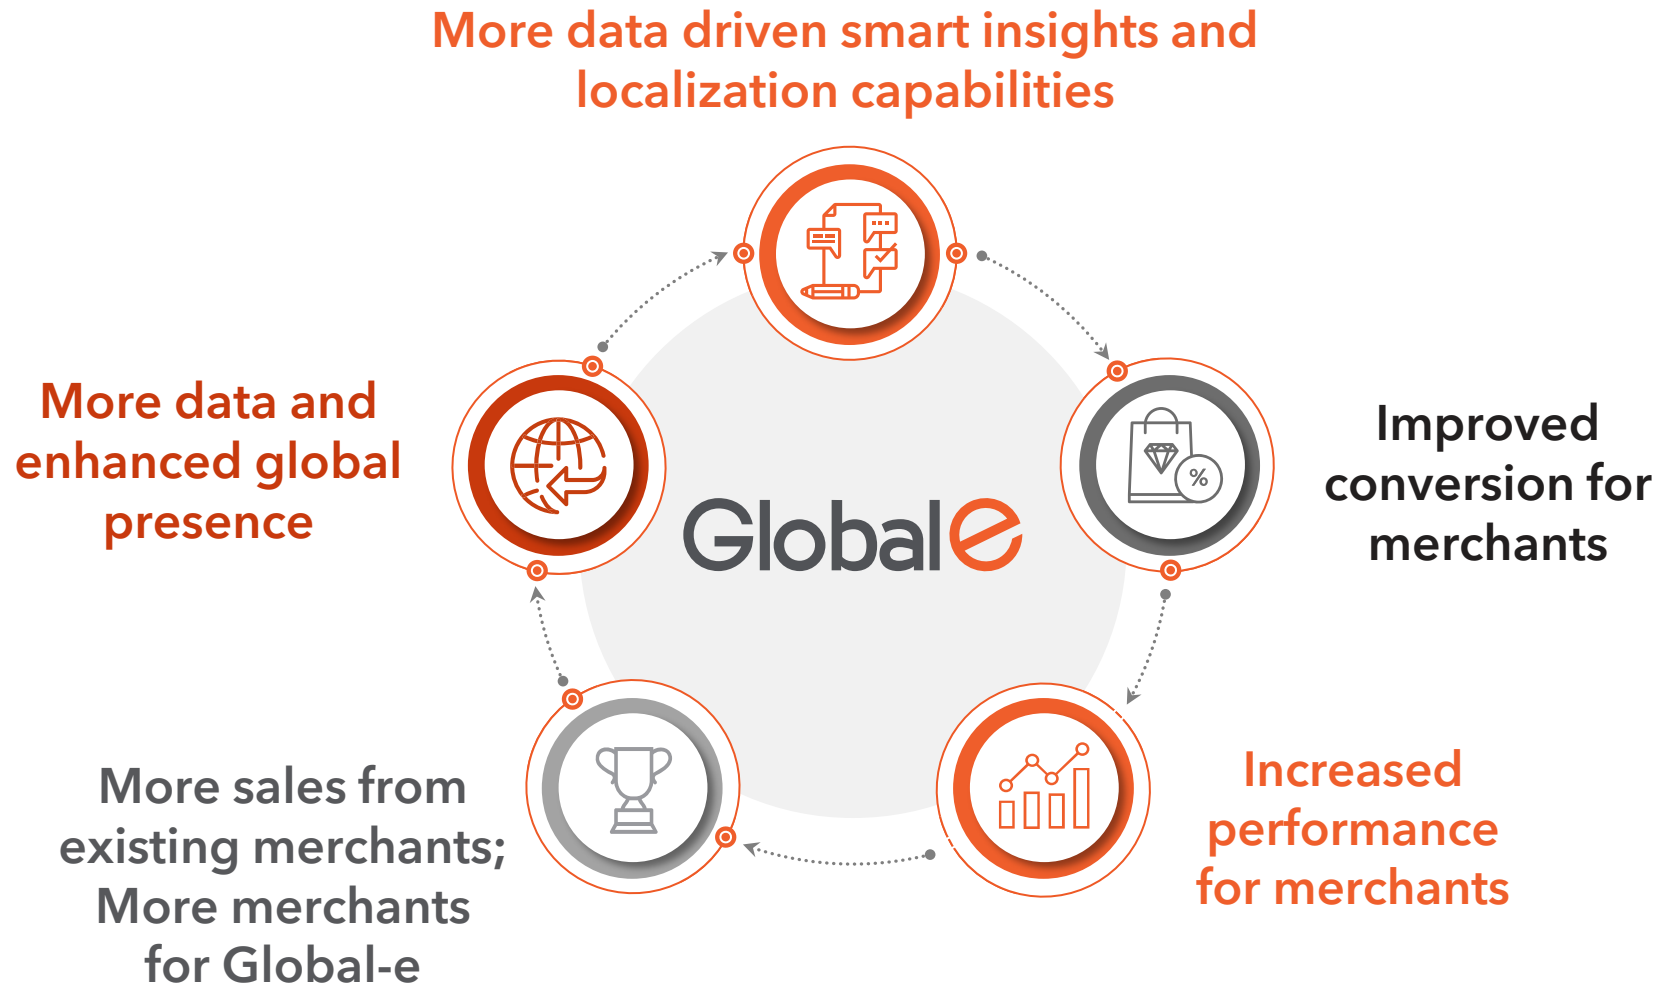 More data driven smart insights and
localization capabilities
More data and
enhanced global
presence
Improved
conversion for
merchants
%
Globale
More sales from
existing merchants;
More merchants
for Global-e
Increased
performance
for merchants